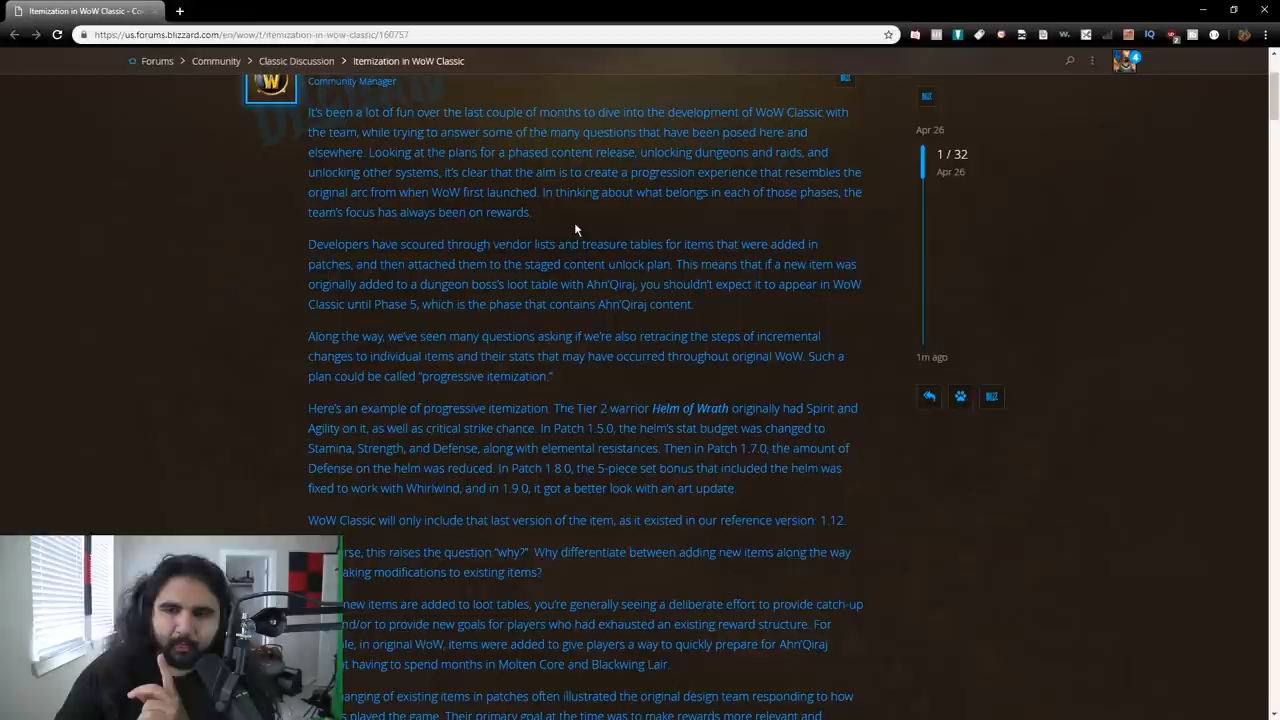 Itemization in WoW Classic - Co
https://us.forums.blizzard.com/en/wow/t/itemization-in-wow-classic/160757
Forums
Community
Classic Discussion
Itemization in WoW Classic
4
Community Manager
It's been a lot of fun over the last couple of months to dive into the development of WoW Classic with
the team, while trying to answer some of the many questions that have been posed here and
elsewhere. Looking at the plans for a phased content release, unlocking dungeons and raids, and
unlocking other systems, it's clear that the aim is to create a progression experience that resembles the
original arc from when WoW first launched. In thinking about what belongs in each of those phases, the
team's focus has always been on rewards.
Developers have scoured through vendor lists and treasure tables for items that were added in
patches, and then attached them to the staged content unlock plan. This means that if a new item was
originally added to a dungeon boss's loot table with Ahn'Qiraj, you shouldn't expect it to appear in WoW
Classic until Phase 5, which is the phase that contains Ahn'Qiraj content.
Along the way, we've seen many questions asking if we're also retracing the steps of incremental
changes to individual items and their stats that may have occurred throughout original WoW. Such a
plan could be called "progressive itemization."
Here's an example of progressive itemization. The Tier 2 warrior Helm of Wrath originally had Spirit and
Agility on it, as well as critical strike chance. In Patch 1.5.0, the helm's stat budget was changed to
Stamina, Strength, and Defense, along with elemental resistances. Then in Patch 1.7.0, the amount of
Defense on the helm was reduced. In Patch 1.8.0, the 5-piece set bonus that included the helm was
fixed to work with Whirlwind, and in 1.9.0, it got a better look with an art update.
WoW Classic will only include that last version of the item, as it existed in our reference version: 1.12.
rse, this raises the question "why?" Why differentiate between adding new items along the way
aking modifications to existing items?
new items are added to loot tables, you're generally seeing a deliberate effort to provide catch-up
nd/or to provide new goals for players who had exhausted an existing reward structure. For
le, in original WoW, items were added to give players a way to quickly prepare for Ahn'Qiraj
t having to spend months in Molten Core and Blackwing Lair.
anging of existing items in patches often illustrated the original design team responding to how
s played the game. Their primary goal at the time was to make rewards more relevant and
BLIZZ
Apr 26
1 / 32
Apr 26
1m ago
BLIZZ